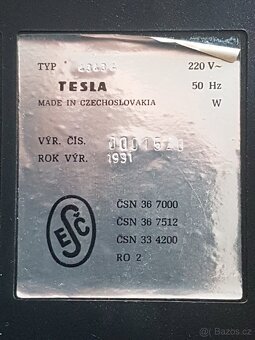 TYP 220 V~
TESLA 50 Hz
MADE IN CZECHOSLOVAKIA W
VÝR. ČÍS.
ROK VÝR. 1991
ČSN 36 7000
ČSN 36 7512
ČSN 33 4200
RO 2
ESČ
bazos.cz